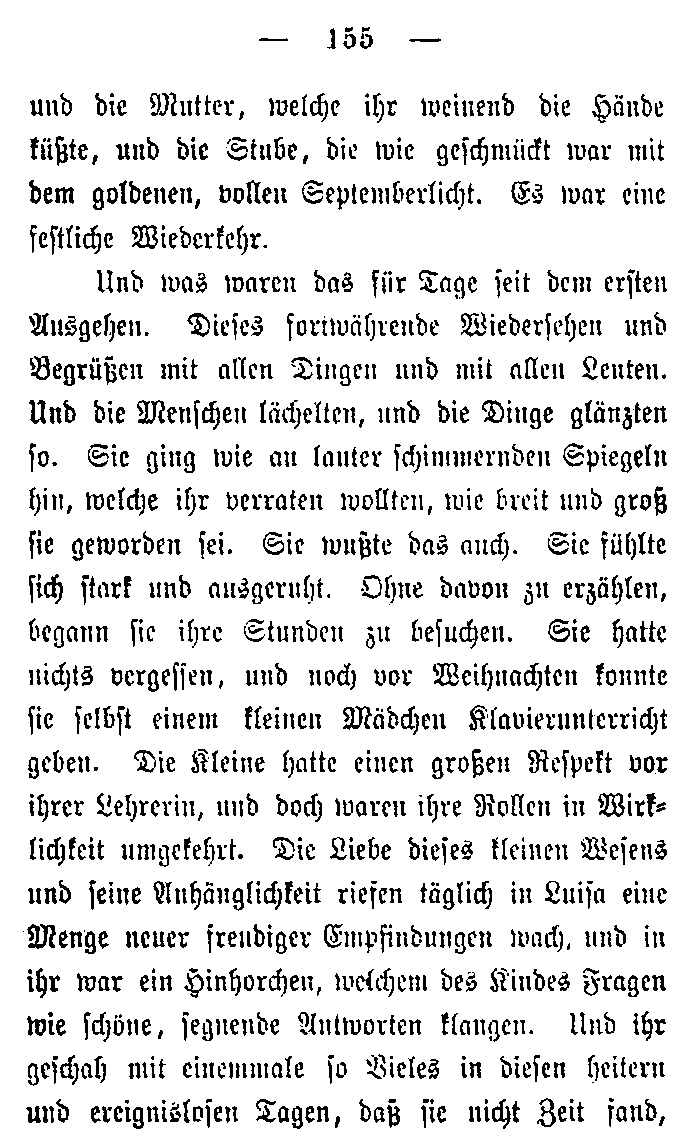 — 155 —
und die Mutter, welche ihr weinend die Hände
küßte, und die Stube, die wie geschmückt war mit
dem goldenen, vollen Septemberlicht. Es war eine
festliche Wiederkehr.
Und was waren das für Tage seit dem ersten
Ausgehen. Dieses fortwährende Wiedersehen und
Begrüßen mit allen Dingen und mit allen Leuten.
Und die Menschen lächelten, und die Dinge glänzten
so. Sie ging wie an lauter schimmernden Spiegeln
hin, welche ihr verraten wollten, wie breit und groß
sie geworden sei. Sie wußte das auch. Sie fühlte
sich stark und ausgeruht. Ohne davon zu erzählen,
begann sie ihre Stunden zu besuchen. Sie hatte
nichts vergessen, und noch vor Weihnachten konnte
sie selbst einem kleinen Mädchen Klavierunterricht
geben. Die Kleine hatte einen großen Respekt vor
ihrer Lehrerin, und doch waren ihre Rollen in Wirk-
lichkeit umgekehrt. Die Liebe dieses kleinen Wesens
und seine Anhänglichkeit riefen täglich in Luisa eine
Menge neuer freudiger Empfindungen wach, und in
ihr war ein Hinhorchen, welchem des Kindes Fragen
wie schöne, segnende Antworten klangen. Und ihr
geschah mit einemmale so Vieles in diesen heitern
und ereignislosen Tagen, daß sie nicht Zeit fand,